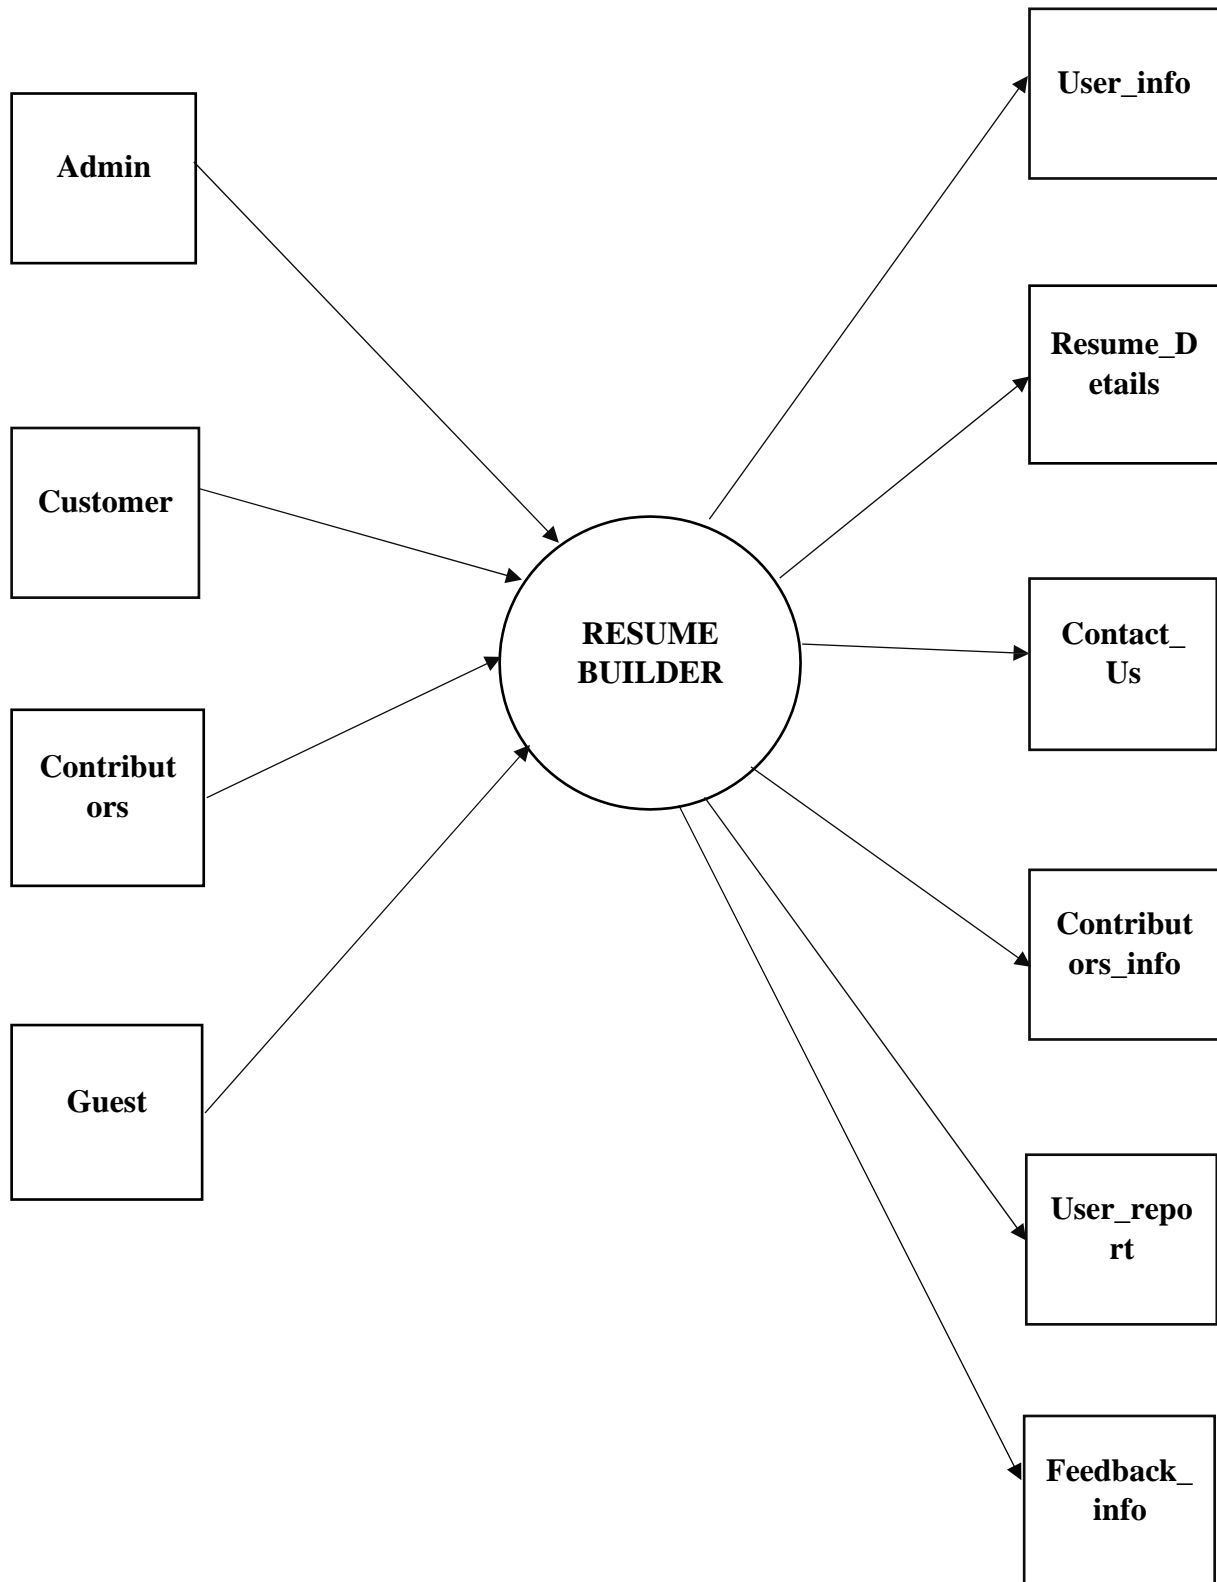 User_info
Admin
Resume_D
etails
Customer
RESUME
BUILDER
Contact_
Us
Contribut
ors
Contribut
ors_info
Guest
User_repo
rt
Feedback_
info